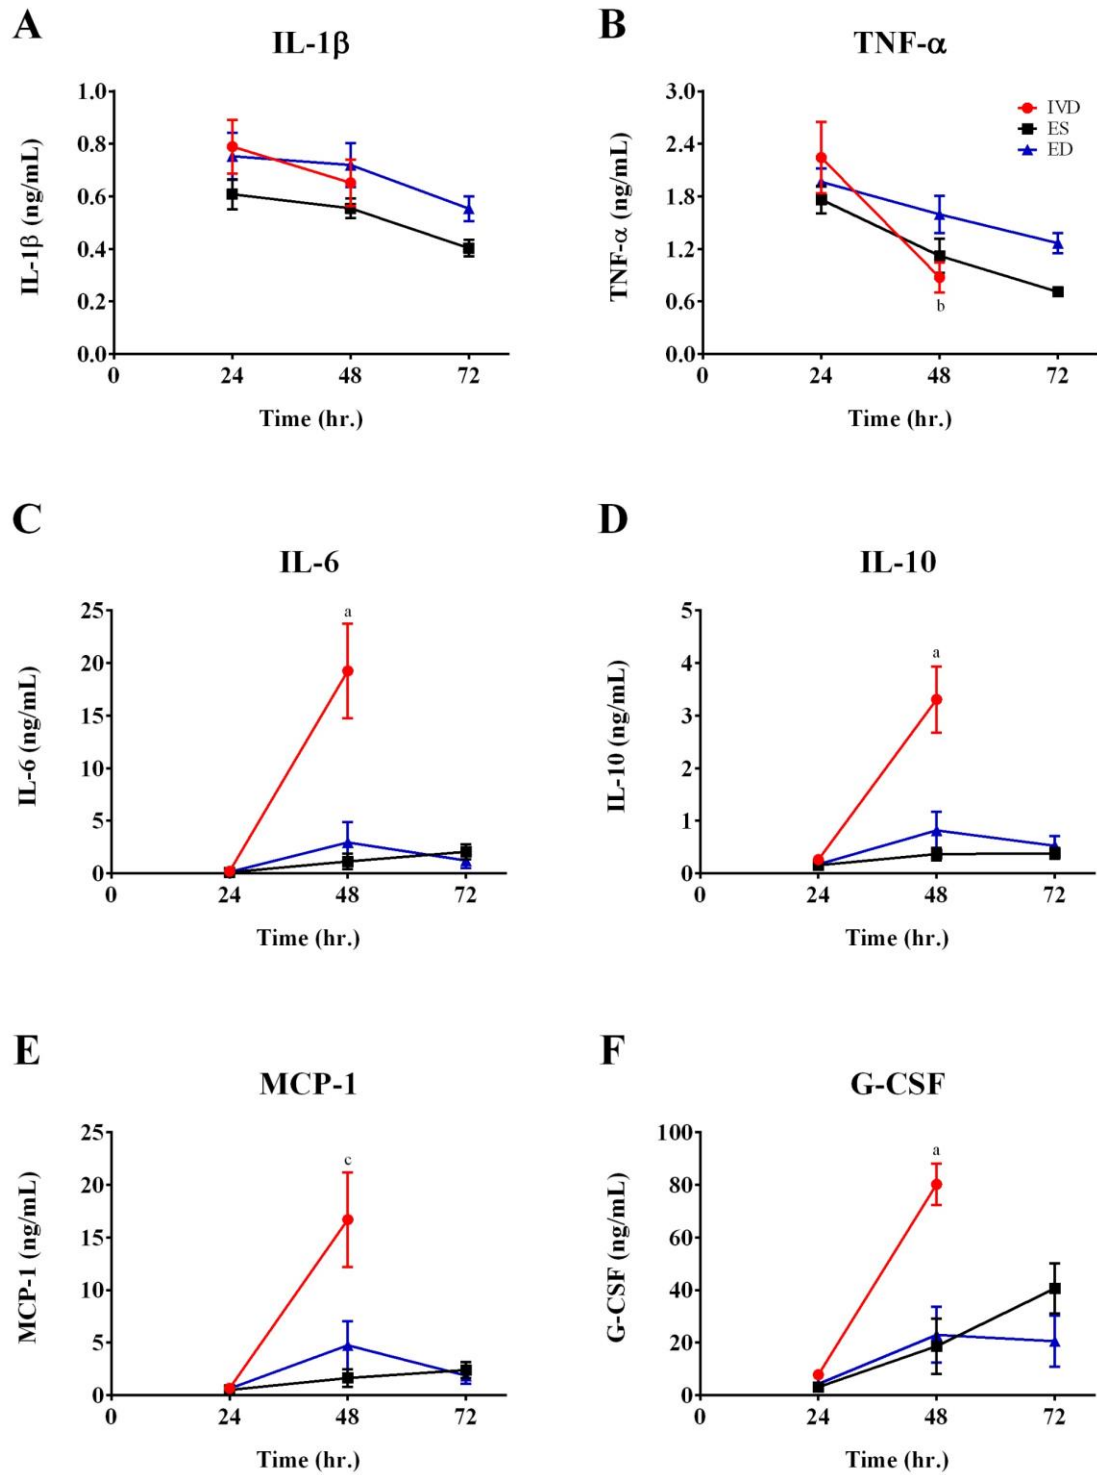 A
IL-1β
IL-1β (ng/mL)
1.0
0.8
0.6
0.4
0.2
0.0
0
24
48
72
Time (hr.)
B
TNF-α
TNF-α (ng/mL)
3.0
2.4
1.8
1.2
0.6
0.0
IVD
ES
ED
b
0
24
48
72
Time (hr.)
C
IL-6
IL-6 (ng/mL)
25
20
15
10
5
0
a
0
24
48
72
Time (hr.)
D
IL-10
IL-10 (ng/mL)
5
4
3
2
1
0
a
0
24
48
72
Time (hr.)
E
MCP-1
MCP-1 (ng/mL)
25
20
15
10
5
0
c
0
24
48
72
Time (hr.)
F
G-CSF
G-CSF (ng/mL)
100
80
60
40
20
0
a
0
24
48
72
Time (hr.)